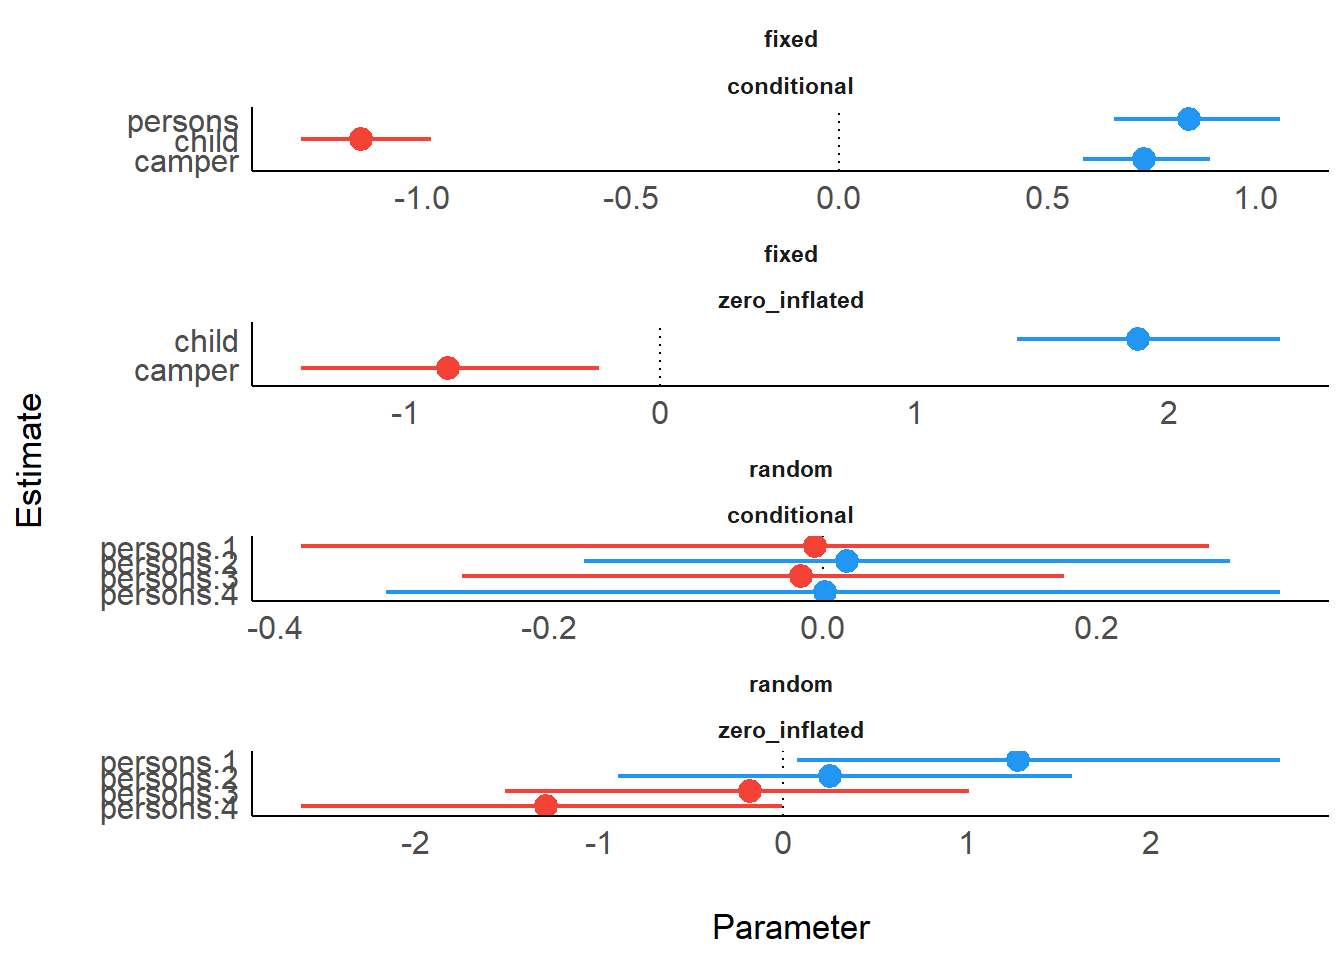 fixed
conditional
persons
child
camper
-1.0 -0.5 0.0 0.5 1.0
fixed
zero_inflated
child
camper
-1 0 1 2
Estimate
random
conditional
persons.1
persons.2
persons.3
persons.4
-0.4 -0.2 0.0 0.2
random
zero_inflated
persons.1
persons.2
persons.3
persons.4
-2 -1 0 1 2
Parameter